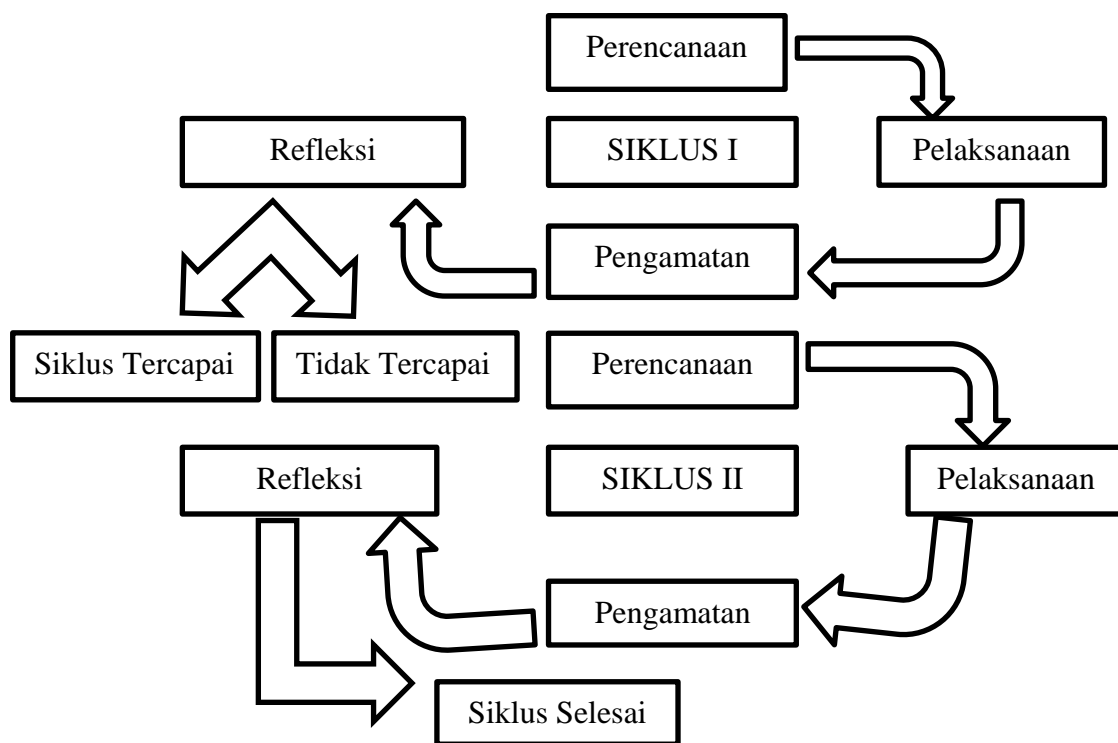 Perencanaan
Refleksi
SIKLUS I
Pelaksanaan
Pengamatan
Siklus Tercapai
Tidak Tercapai
Perencanaan
Refleksi
SIKLUS II
Pelaksanaan
Pengamatan
Siklus Selesai